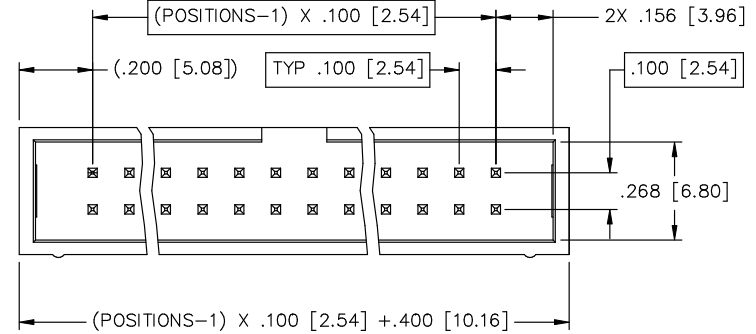 (POSITIONS-1) X .100 [2.54]
2X .156 [3.96]
(.200 [5.08])
TYP .100 [2.54]
.100 [2.54]
.268 [6.80]
(POSITIONS-1) X .100 [2.54] +.400 [10.16]